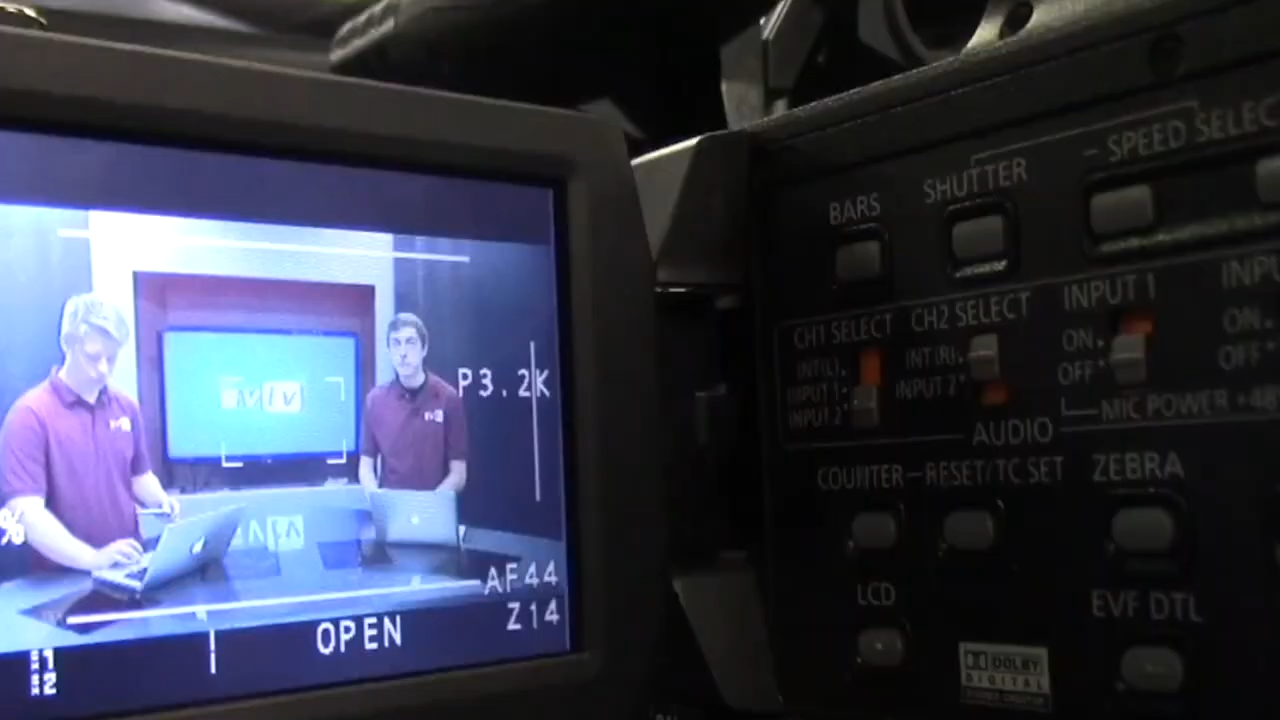 BARS
SHUTTER
SPEED SELEC
CH1 SELECT
CH2 SELECT
INPUT 1
INPU
INT(L)
INPUT 1
INPUT 2
INT(R)
INPUT 2
ON
OFF
ON
OFF
MIC POWER +48
AUDIO
COUNTER RESET/TC SET
ZEBRA
LCD
EVF DTL
DOLBY
DIGITAL
P3.2K
%
AF44
Z14
OPEN
1
2